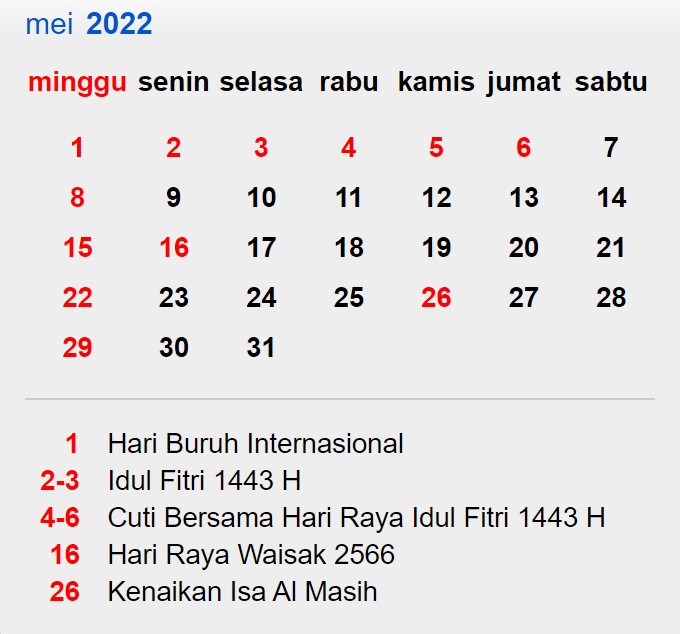 mei 2022
minggu senin selasa rabu kamis jumat sabtu
1 2 3 4 5 6 7
8 9 10 11 12 13 14
15 16 17 18 19 20 21
22 23 24 25 26 27 28
29 30 31
1 Hari Buruh Internasional
2-3 Idul Fitri 1443 H
4-6 Cuti Bersama Hari Raya Idul Fitri 1443 H
16 Hari Raya Waisak 2566
26 Kenaikan Isa Al Masih